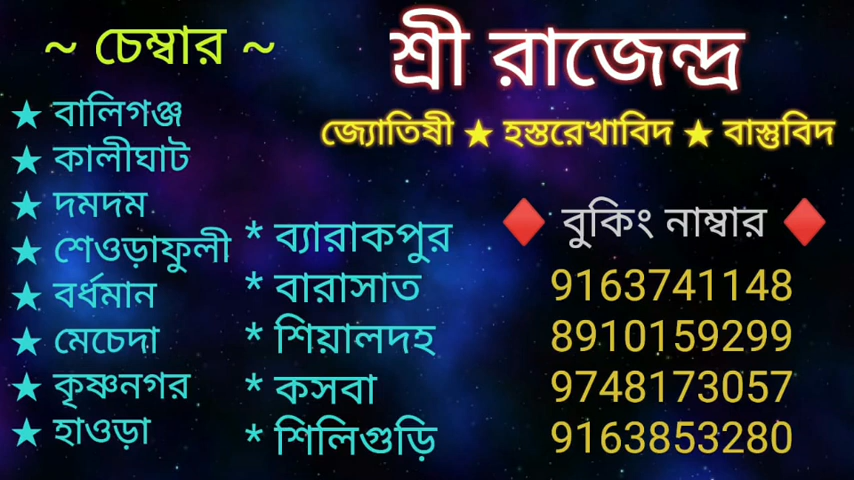 ~ চেম্বার ~
★ বালিগঞ্জ
★ কালীঘাট
★ দমদম
★ শেওড়াফুলী
★ বর্ধমান
★ মেচেদা
★ কৃষ্ণনগর
★ হাওড়া
* ব্যারাকপুর
* বারাসাত
* শিয়ালদহ
* কসবা
* শিলিগুড়ি
শ্রী রাজেন্দ্র
জ্যোতিষী ★ হস্তরেখাবিদ ★ বাস্তুবিদ
♦ বুকিং নাম্বার ♦
9163741148
8910159299
9748173057
9163853280